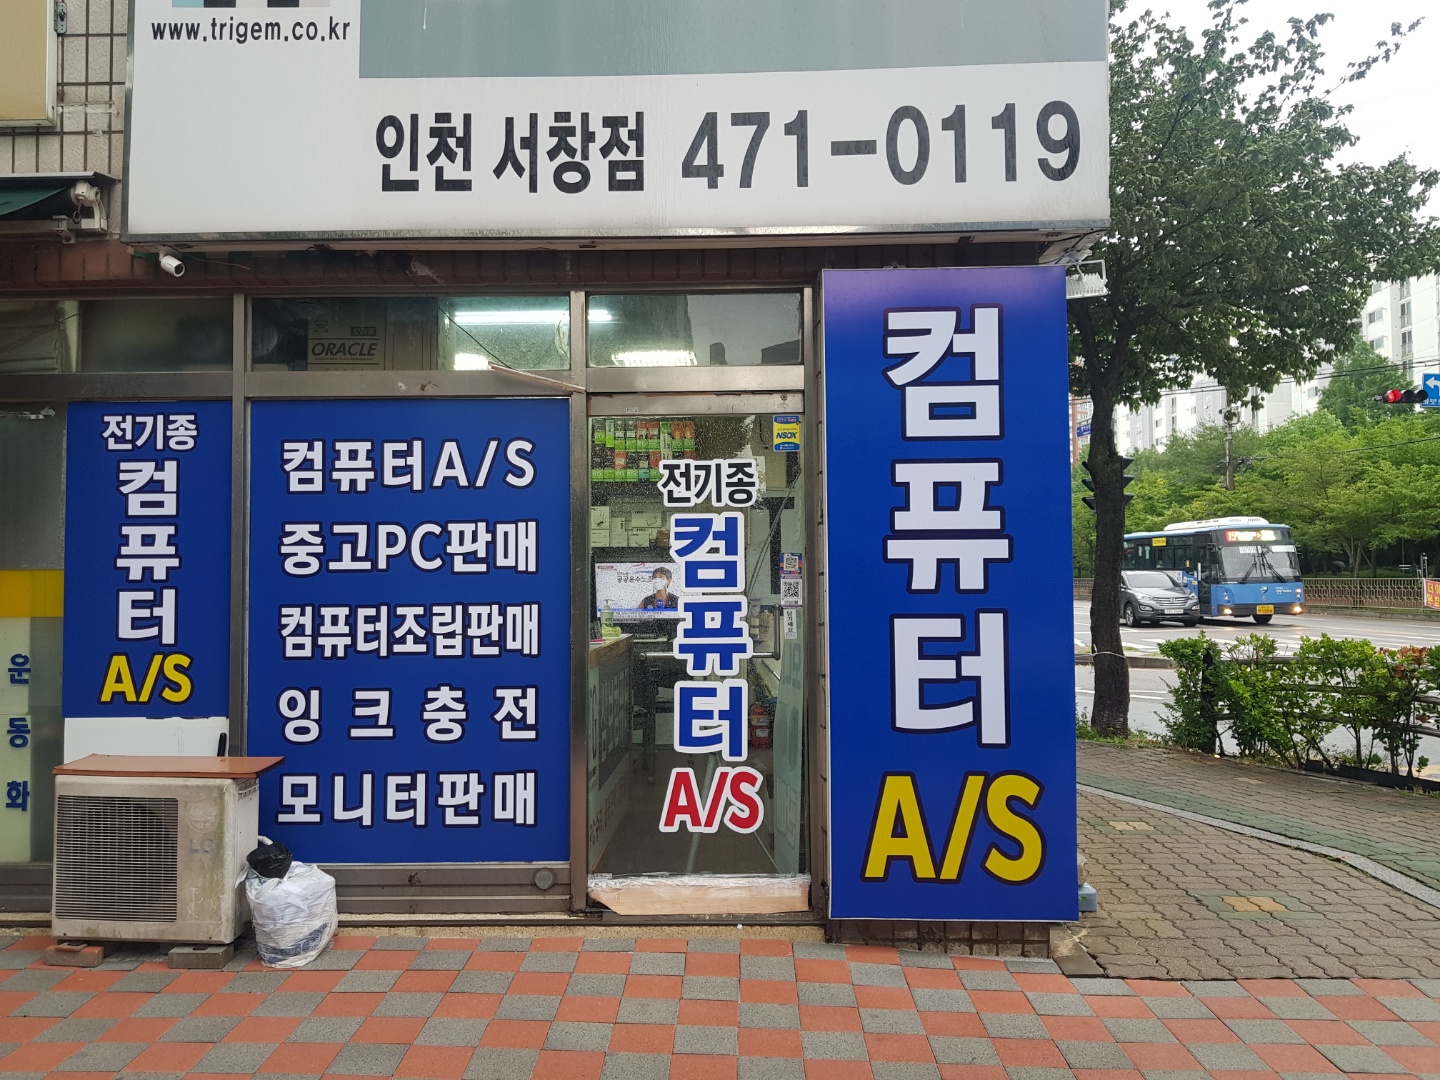 www.trigem.co.kr
인천 서창점 471-0119
ORACLE
전기종
컴
퓨
터
A/S
컴퓨터A/S
중고PC판매
컴퓨터조립판매
잉크충전
모니터판매
NSOK
전기종
컴
퓨
터
A/S
컴
퓨
터
A/S
운
동
화
LG